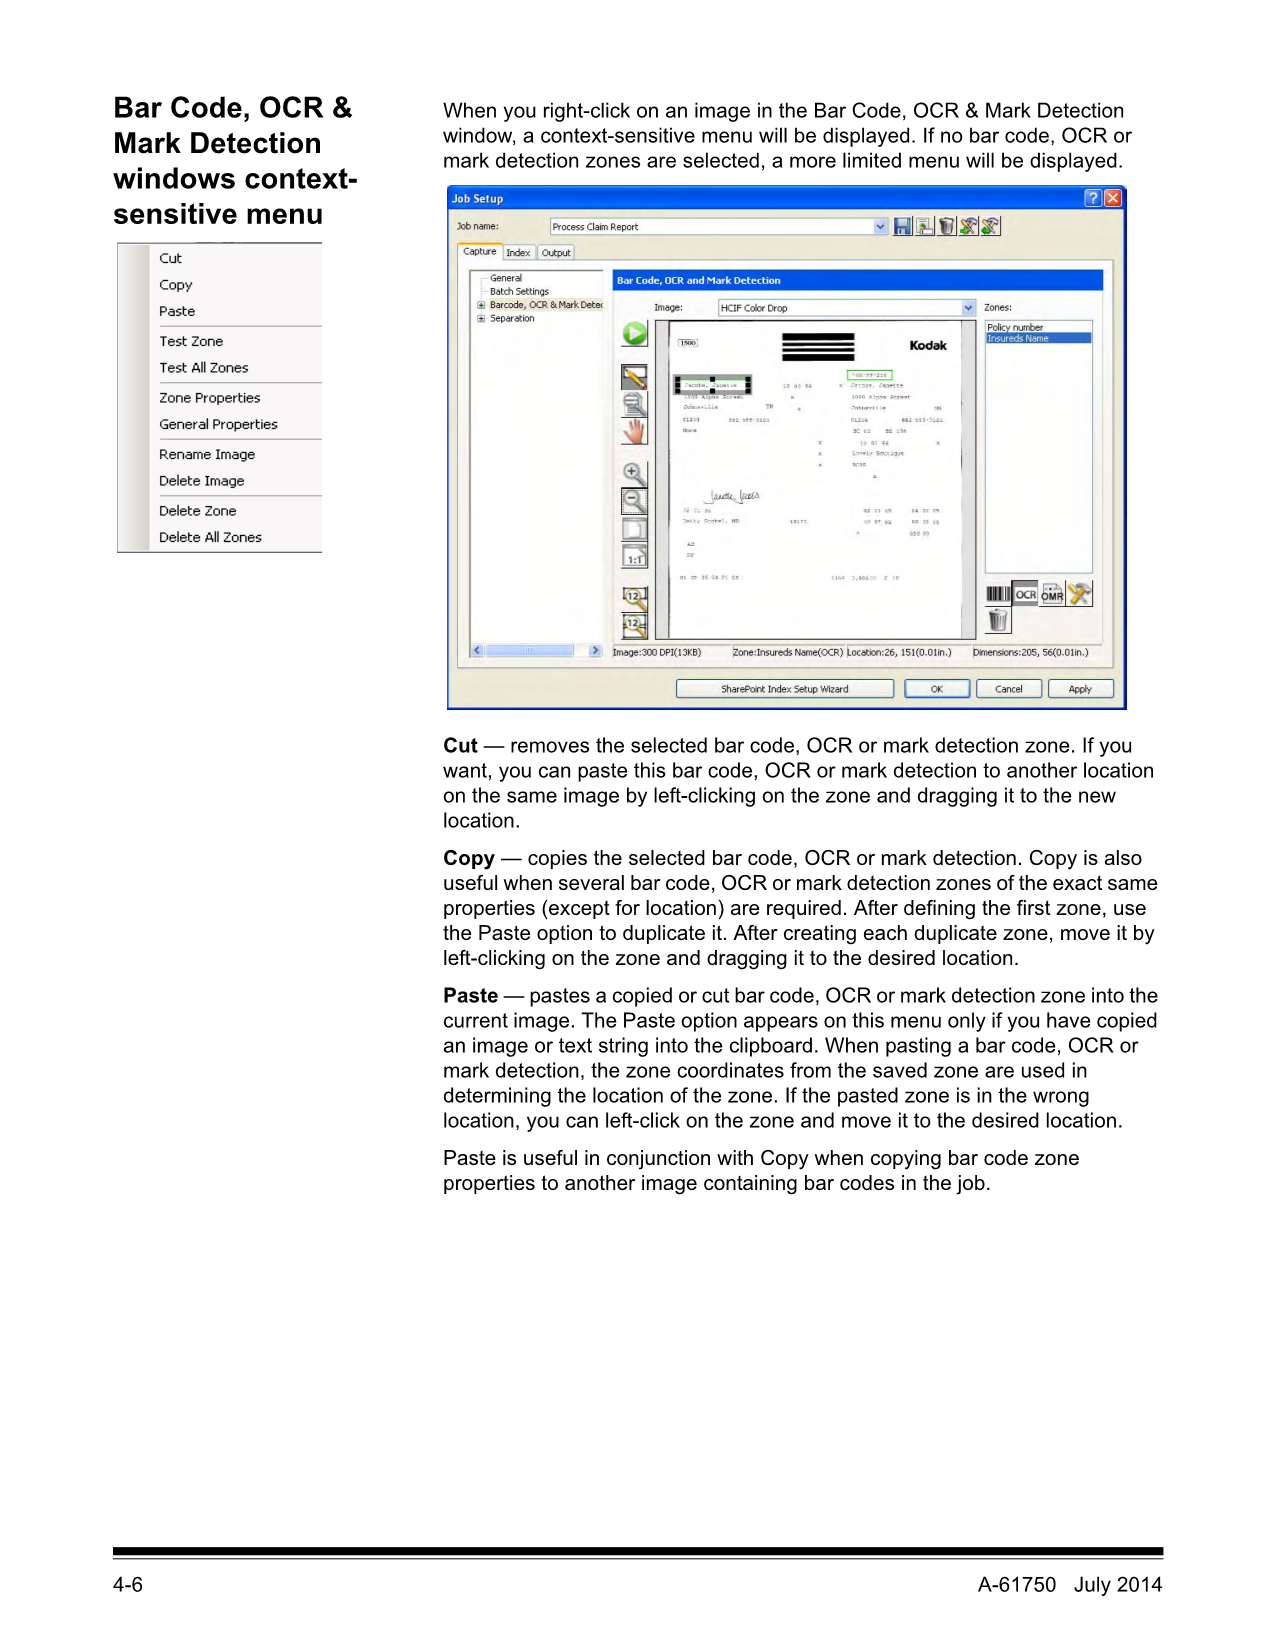 Bar Code, OCR &
Mark Detection
windows context-
sensitive menu
Cut
Copy
Paste
Test Zone
Test All Zones
Zone Properties
General Properties
Rename Image
Delete Image
Delete Zone
Delete All Zones
When you right-click on an image in the Bar Code, OCR & Mark Detection
window, a context-sensitive menu will be displayed. If no bar code, OCR or
mark detection zones are selected, a more limited menu will be displayed.
Job Setup
Job name: Process Claim Report
Capture Index Output
General
Batch Settings
Barcode, OCR & Mark Detec
Separation
Bar Code, OCR and Mark Detection
Image: HCIF Color Drop
Zones:
Policy number
Insureds Name
1500
Kodak
Jacobs, Janette
1000 Alpha Street
Johnsville TN
01234
None
Lovely Boutique
1:1
12
12
OCR OMR
Image:300 DPI(13KB) Zone:Insureds Name(OCR) Location:26, 151(0.01in.) Dimensions:205, 56(0.01in.)
SharePoint Index Setup Wizard OK Cancel Apply
Cut — removes the selected bar code, OCR or mark detection zone. If you
want, you can paste this bar code, OCR or mark detection to another location
on the same image by left-clicking on the zone and dragging it to the new
location.
Copy — copies the selected bar code, OCR or mark detection. Copy is also
useful when several bar code, OCR or mark detection zones of the exact same
properties (except for location) are required. After defining the first zone, use
the Paste option to duplicate it. After creating each duplicate zone, move it by
left-clicking on the zone and dragging it to the desired location.
Paste — pastes a copied or cut bar code, OCR or mark detection zone into the
current image. The Paste option appears on this menu only if you have copied
an image or text string into the clipboard. When pasting a bar code, OCR or
mark detection, the zone coordinates from the saved zone are used in
determining the location of the zone. If the pasted zone is in the wrong
location, you can left-click on the zone and move it to the desired location.
Paste is useful in conjunction with Copy when copying bar code zone
properties to another image containing bar codes in the job.
4-6 A-61750 July 2014